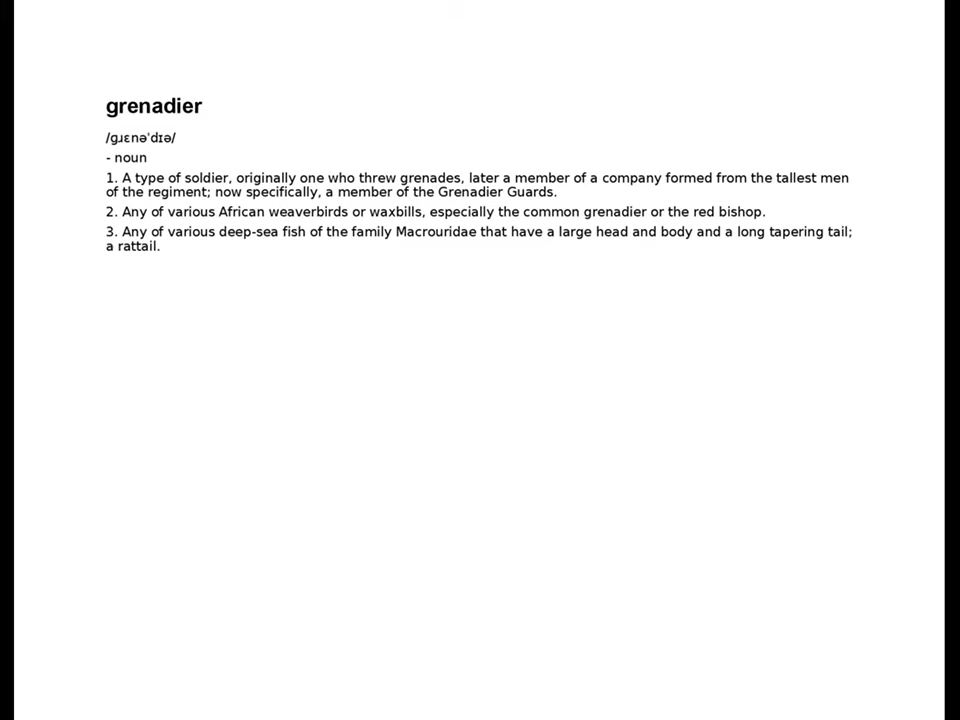 grenadier
/ɡɹɛnəˈdɪə/
- noun
1. A type of soldier, originally one who threw grenades, later a member of a company formed from the tallest men
of the regiment; now specifically, a member of the Grenadier Guards.
2. Any of various African weaverbirds or waxbills, especially the common grenadier or the red bishop.
3. Any of various deep-sea fish of the family Macrouridae that have a large head and body and a long tapering tail;
a rattail.